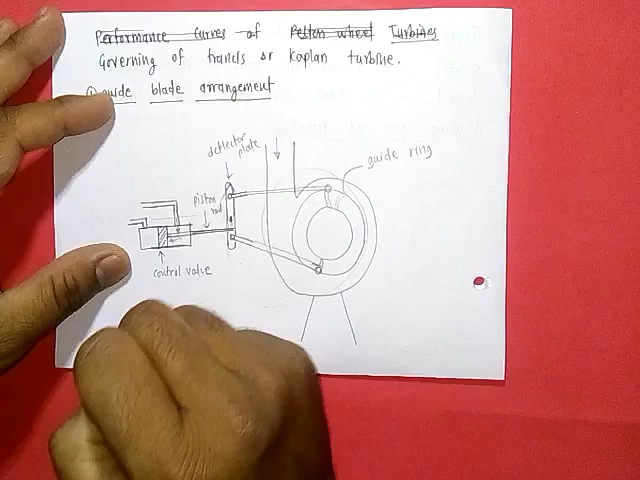 Performance curves of Pelton wheel Turbines
Governing of francis or Kaplan turbine.
① guide blade arrangement
deflector
plate
guide ring
piston
rod
control valve